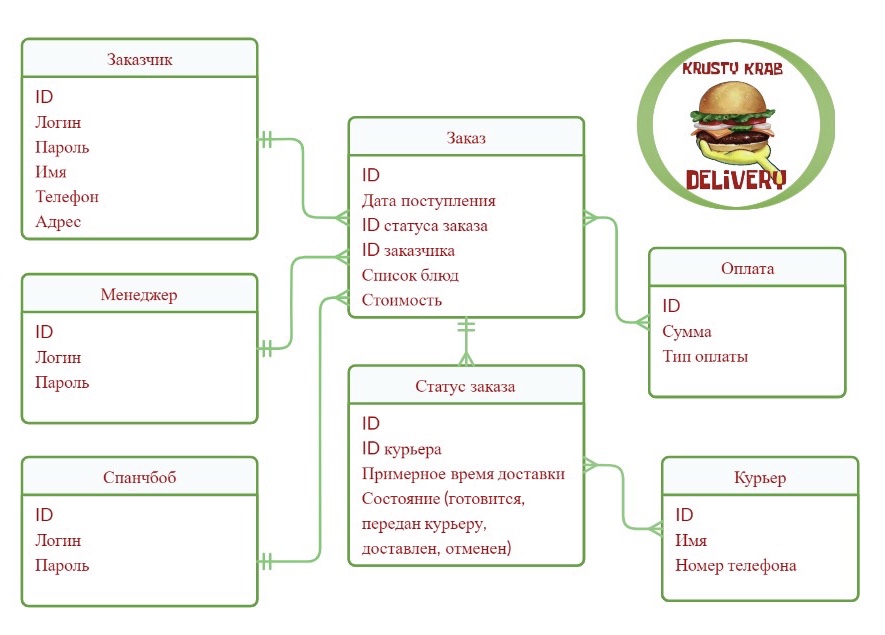 Заказчик
ID
Логин
Пароль
Имя
Телефон
Адрес
Менеджер
ID
Логин
Пароль
Спанчбоб
ID
Логин
Пароль
Заказ
ID
Дата поступления
ID статуса заказа
ID заказчика
Список блюд
Стоимость
Статус заказа
ID
ID курьера
Примерное время доставки
Состояние (готовится,
передан курьеру,
доставлен, отменен)
KRUSTY KRAB
DELIVERY
Оплата
ID
Сумма
Тип оплаты
Курьер
ID
Имя
Номер телефона